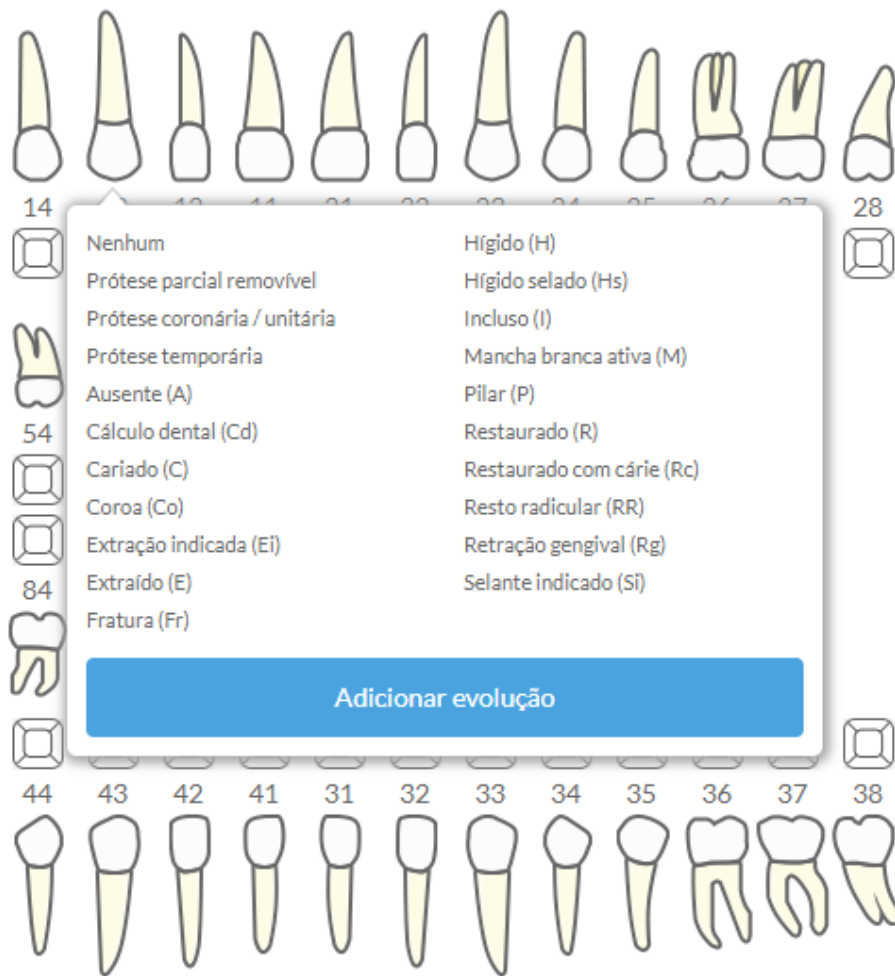 14
28
Nenhum
Prótese parcial removível
Prótese coronária / unitária
Prótese temporária
Ausente (A)
Cálculo dental (Cd)
Cariado (C)
Coroa (Co)
Extração indicada (Ei)
Extraído (E)
Fratura (Fr)
Hígido (H)
Hígido selado (Hs)
Incluso (I)
Mancha branca ativa (M)
Pilar (P)
Restaurado (R)
Restaurado com cárie (Rc)
Resto radicular (RR)
Retração gengival (Rg)
Selante indicado (Si)
Adicionar evolução
54
84
44 43 42 41 31 32 33 34 35 36 37 38